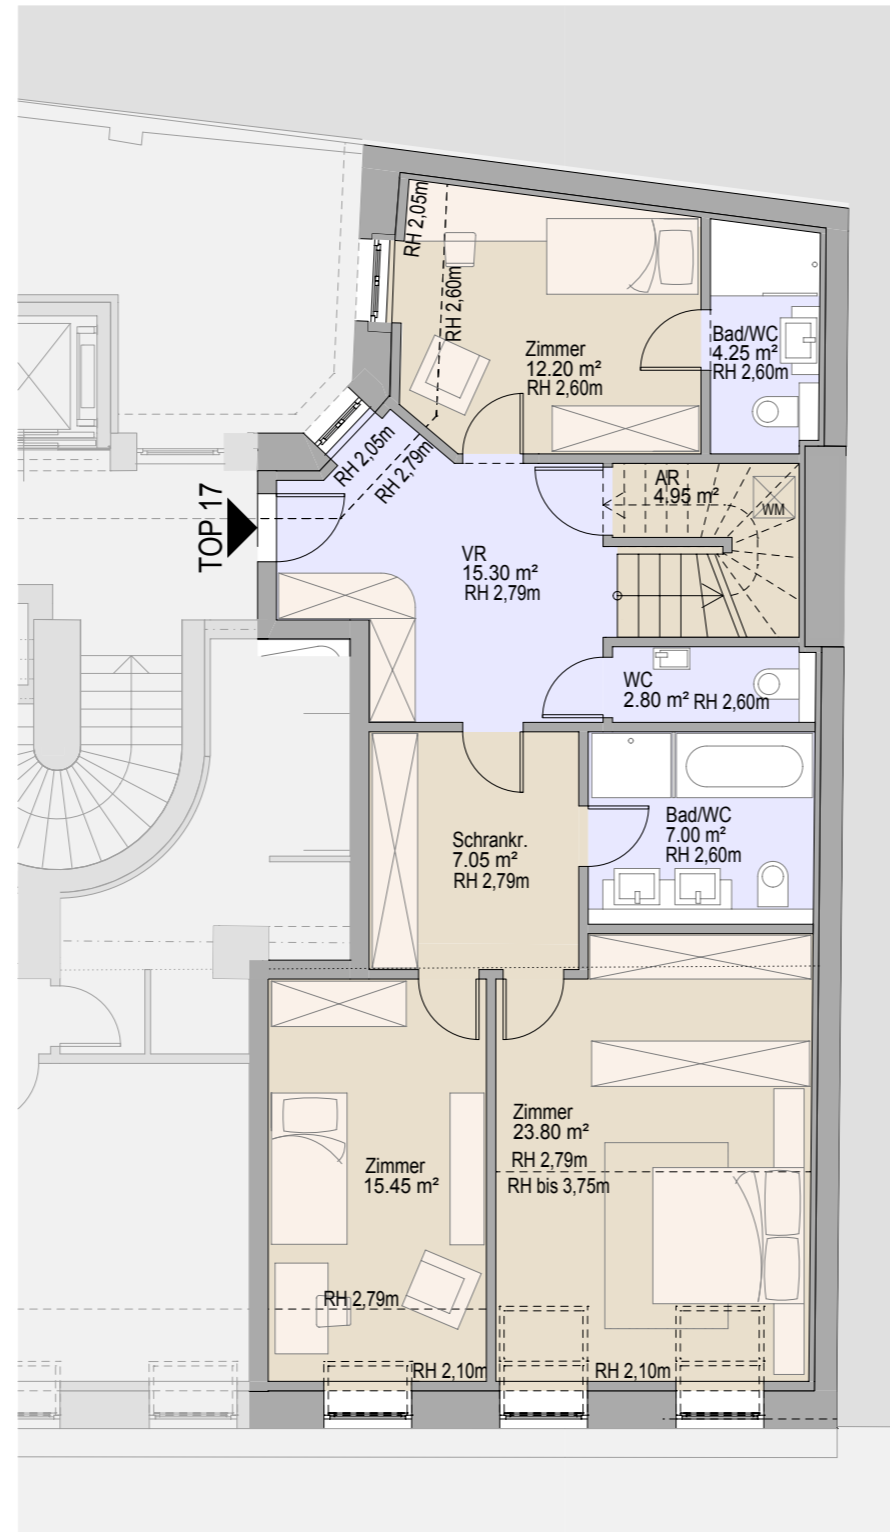 RH 2,05m
RH 2,60m
Zimmer
12.20 m²
RH 2,60m
Bad/WC
4.25 m²
RH 2,60m
RH 2,05m
RH 2,79m
TOP 17
AR
4.95 m²
WM
VR
15.30 m²
RH 2,79m
WC
2.80 m² RH 2,60m
Schrankr.
7.05 m²
RH 2,79m
Bad/WC
7.00 m²
RH 2,60m
Zimmer
15.45 m²
RH 2,79m
RH 2,10m
Zimmer
23.80 m²
RH 2,79m
RH bis 3,75m
RH 2,10m